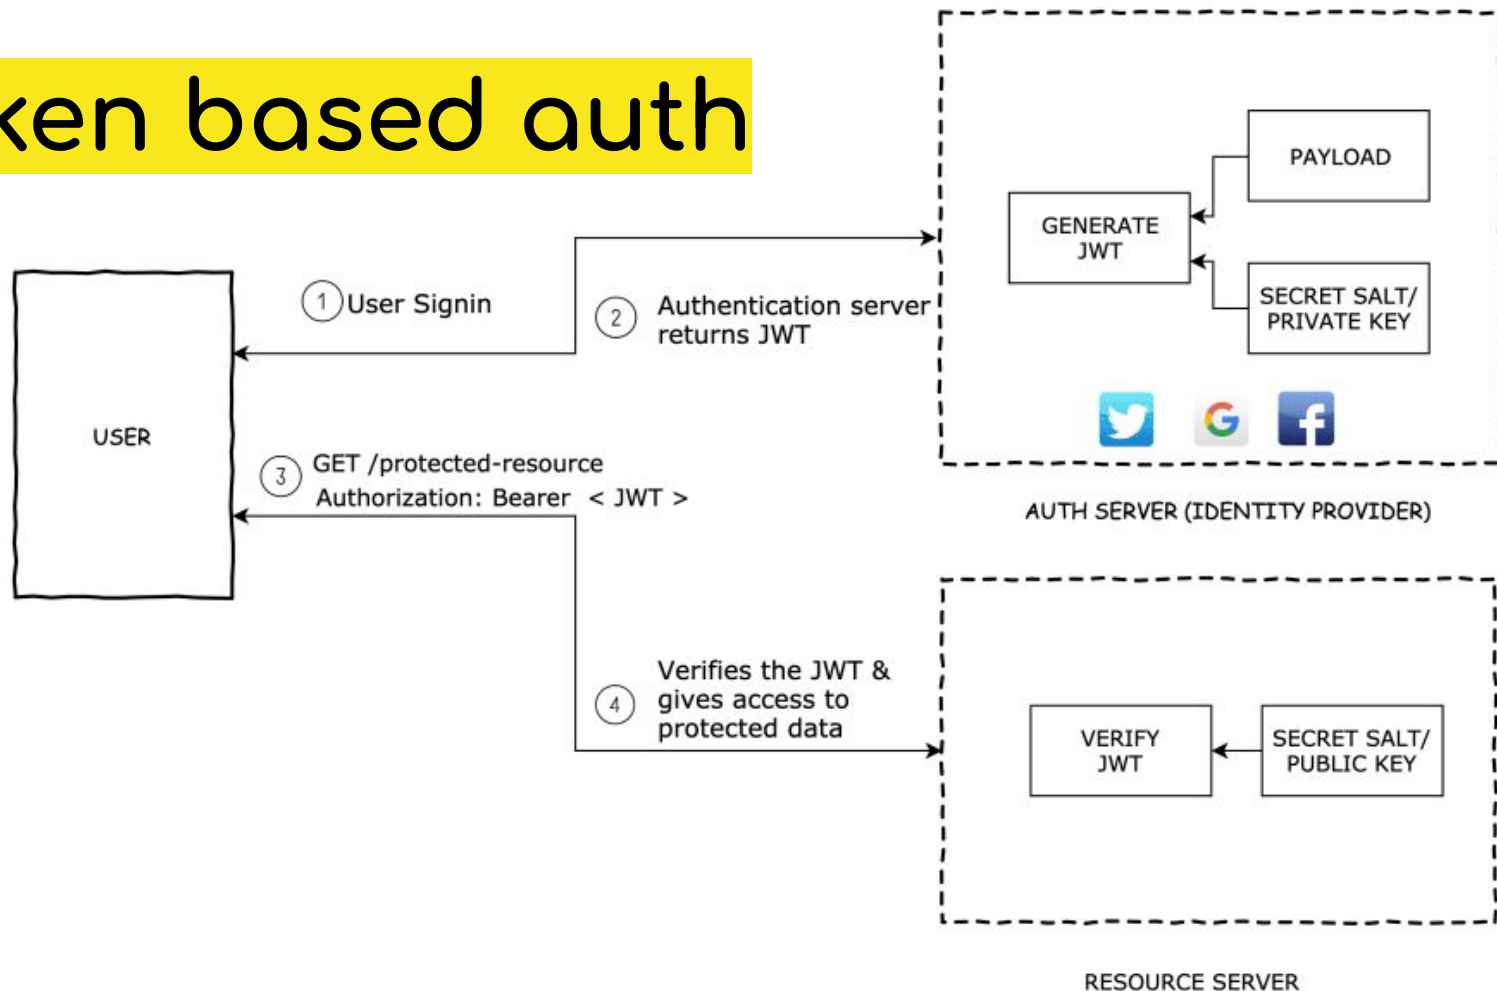 ken based auth
PAYLOAD
GENERATE
JWT
SECRET SALT/
PRIVATE KEY
1 User Signin
2 Authentication server
returns JWT
USER
3 GET /protected-resource
Authorization: Bearer < JWT >
AUTH SERVER (IDENTITY PROVIDER)
4 Verifies the JWT &
gives access to
protected data
VERIFY
JWT
SECRET SALT/
PUBLIC KEY
RESOURCE SERVER